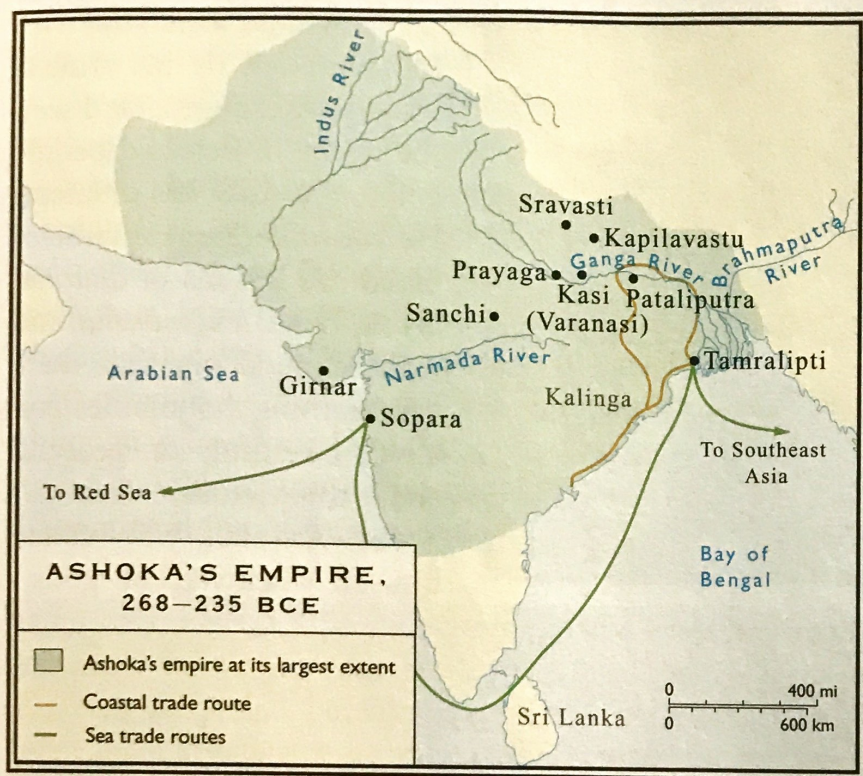 Indus River
Sravasti
Kapilavastu
Ganga River
Brahmaputra
River
Prayaga
Kasi
(Varanasi)
Pataliputra
Sanchi
Narmada River
Tamralipti
Arabian Sea
Girnar
Kalinga
Sopara
To Southeast
Asia
To Red Sea
Bay of
Bengal
ASHOKA'S EMPIRE,
268–235 BCE
Ashoka's empire at its largest extent
Coastal trade route
Sea trade routes
Sri Lanka
0 400 mi
0 600 km